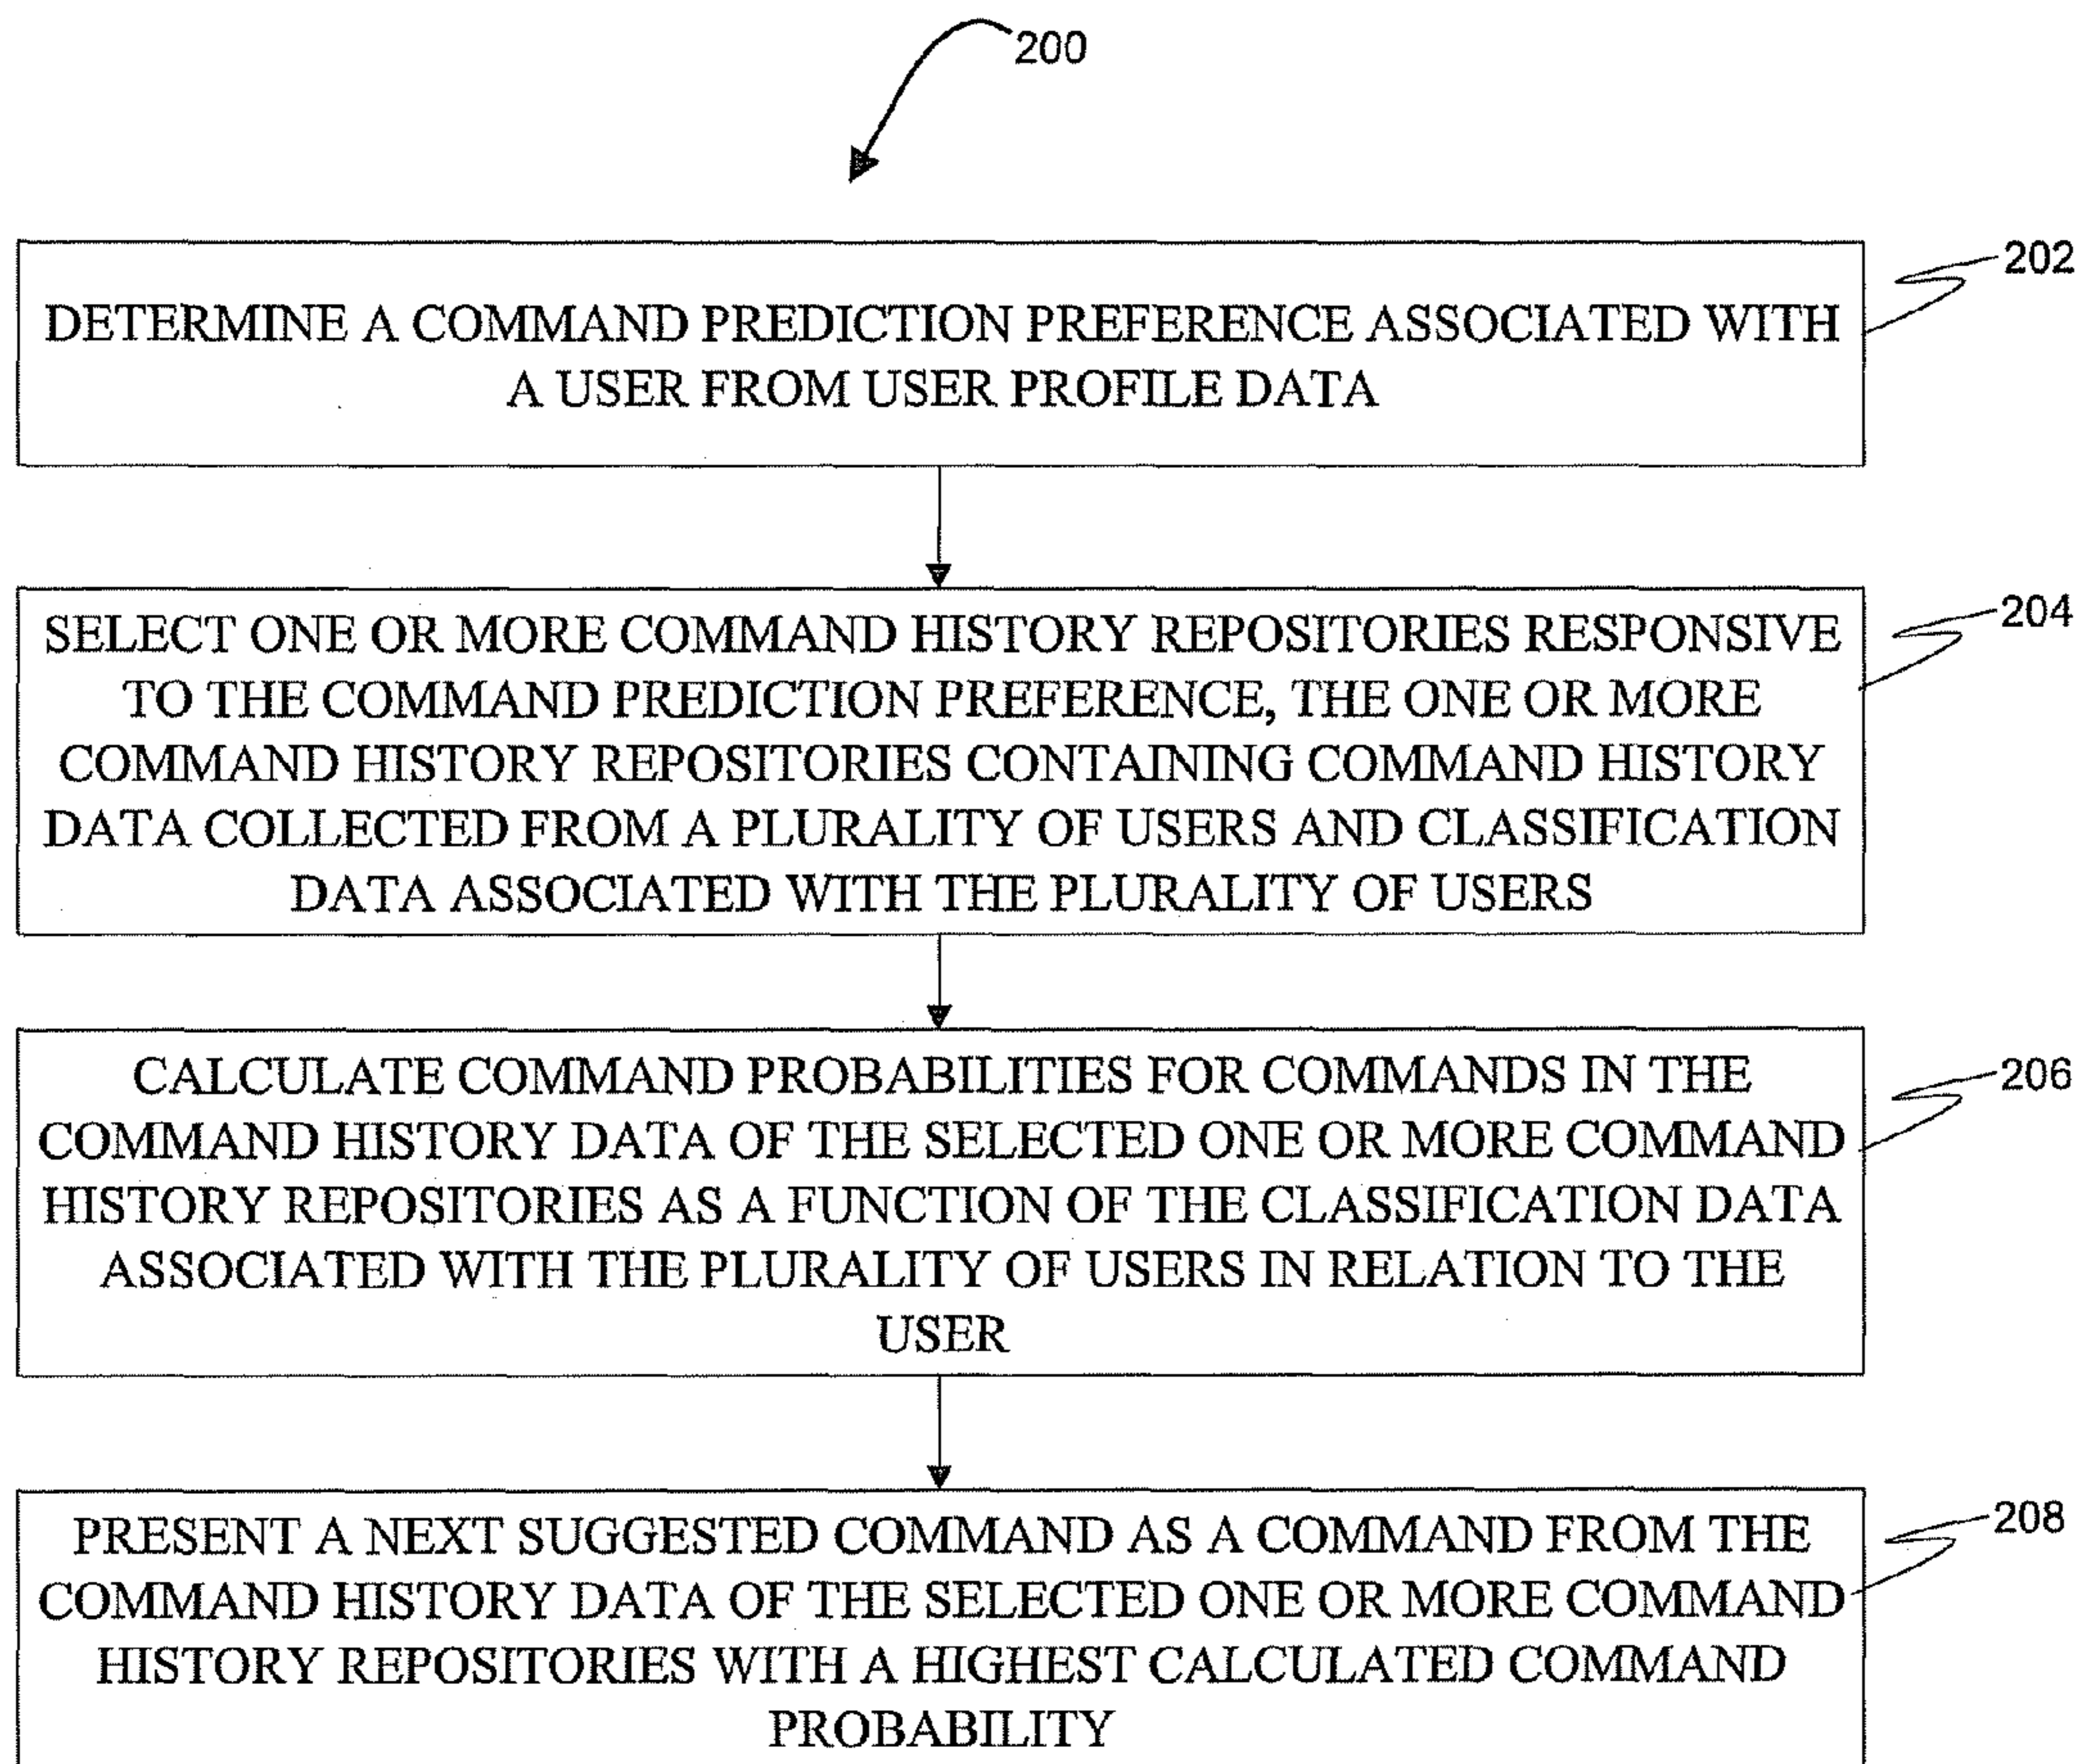 200
202
DETERMINE A COMMAND PREDICTION PREFERENCE ASSOCIATED WITH
A USER FROM USER PROFILE DATA
204
SELECT ONE OR MORE COMMAND HISTORY REPOSITORIES RESPONSIVE
TO THE COMMAND PREDICTION PREFERENCE, THE ONE OR MORE
COMMAND HISTORY REPOSITORIES CONTAINING COMMAND HISTORY
DATA COLLECTED FROM A PLURALITY OF USERS AND CLASSIFICATION
DATA ASSOCIATED WITH THE PLURALITY OF USERS
206
CALCULATE COMMAND PROBABILITIES FOR COMMANDS IN THE
COMMAND HISTORY DATA OF THE SELECTED ONE OR MORE COMMAND
HISTORY REPOSITORIES AS A FUNCTION OF THE CLASSIFICATION DATA
ASSOCIATED WITH THE PLURALITY OF USERS IN RELATION TO THE
USER
208
PRESENT A NEXT SUGGESTED COMMAND AS A COMMAND FROM THE
COMMAND HISTORY DATA OF THE SELECTED ONE OR MORE COMMAND
HISTORY REPOSITORIES WITH A HIGHEST CALCULATED COMMAND
PROBABILITY